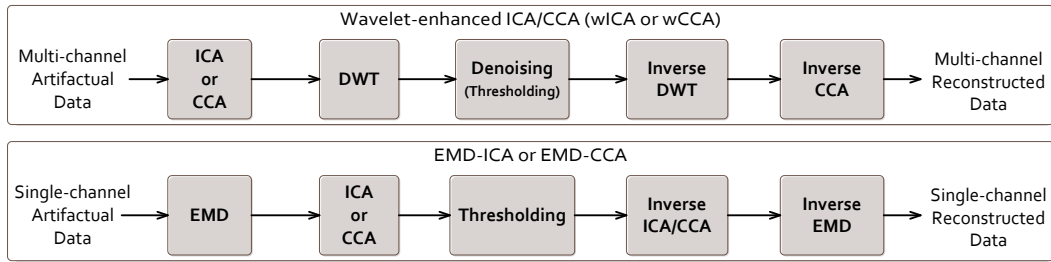 Wavelet-enhanced ICA/CCA (wICA or wCCA)
Multi-channel
Artifactual
Data
ICA
or
CCA
DWT
Denoising
(Thresholding)
Inverse
DWT
Inverse
CCA
Multi-channel
Reconstructed
Data
EMD-ICA or EMD-CCA
Single-channel
Artifactual
Data
EMD
ICA
or
CCA
Thresholding
Inverse
ICA/CCA
Inverse
EMD
Single-channel
Reconstructed
Data